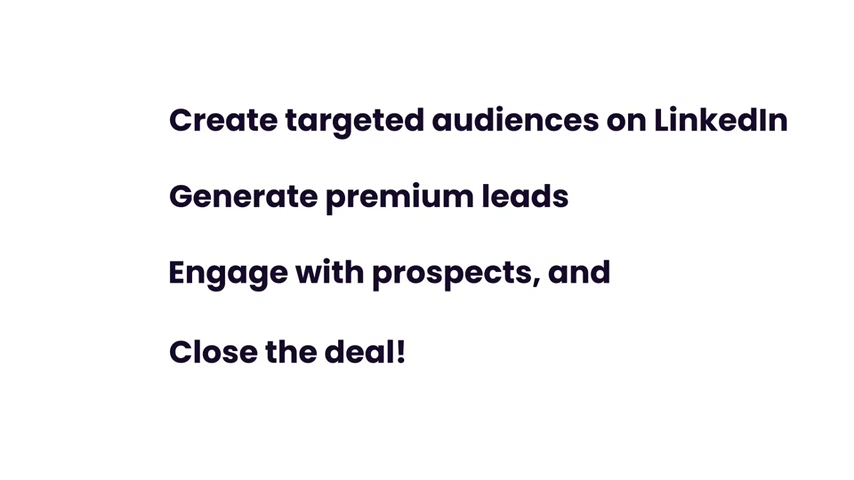 Create targeted audiences on LinkedIn
Generate premium leads
Engage with prospects, and
Close the deal!